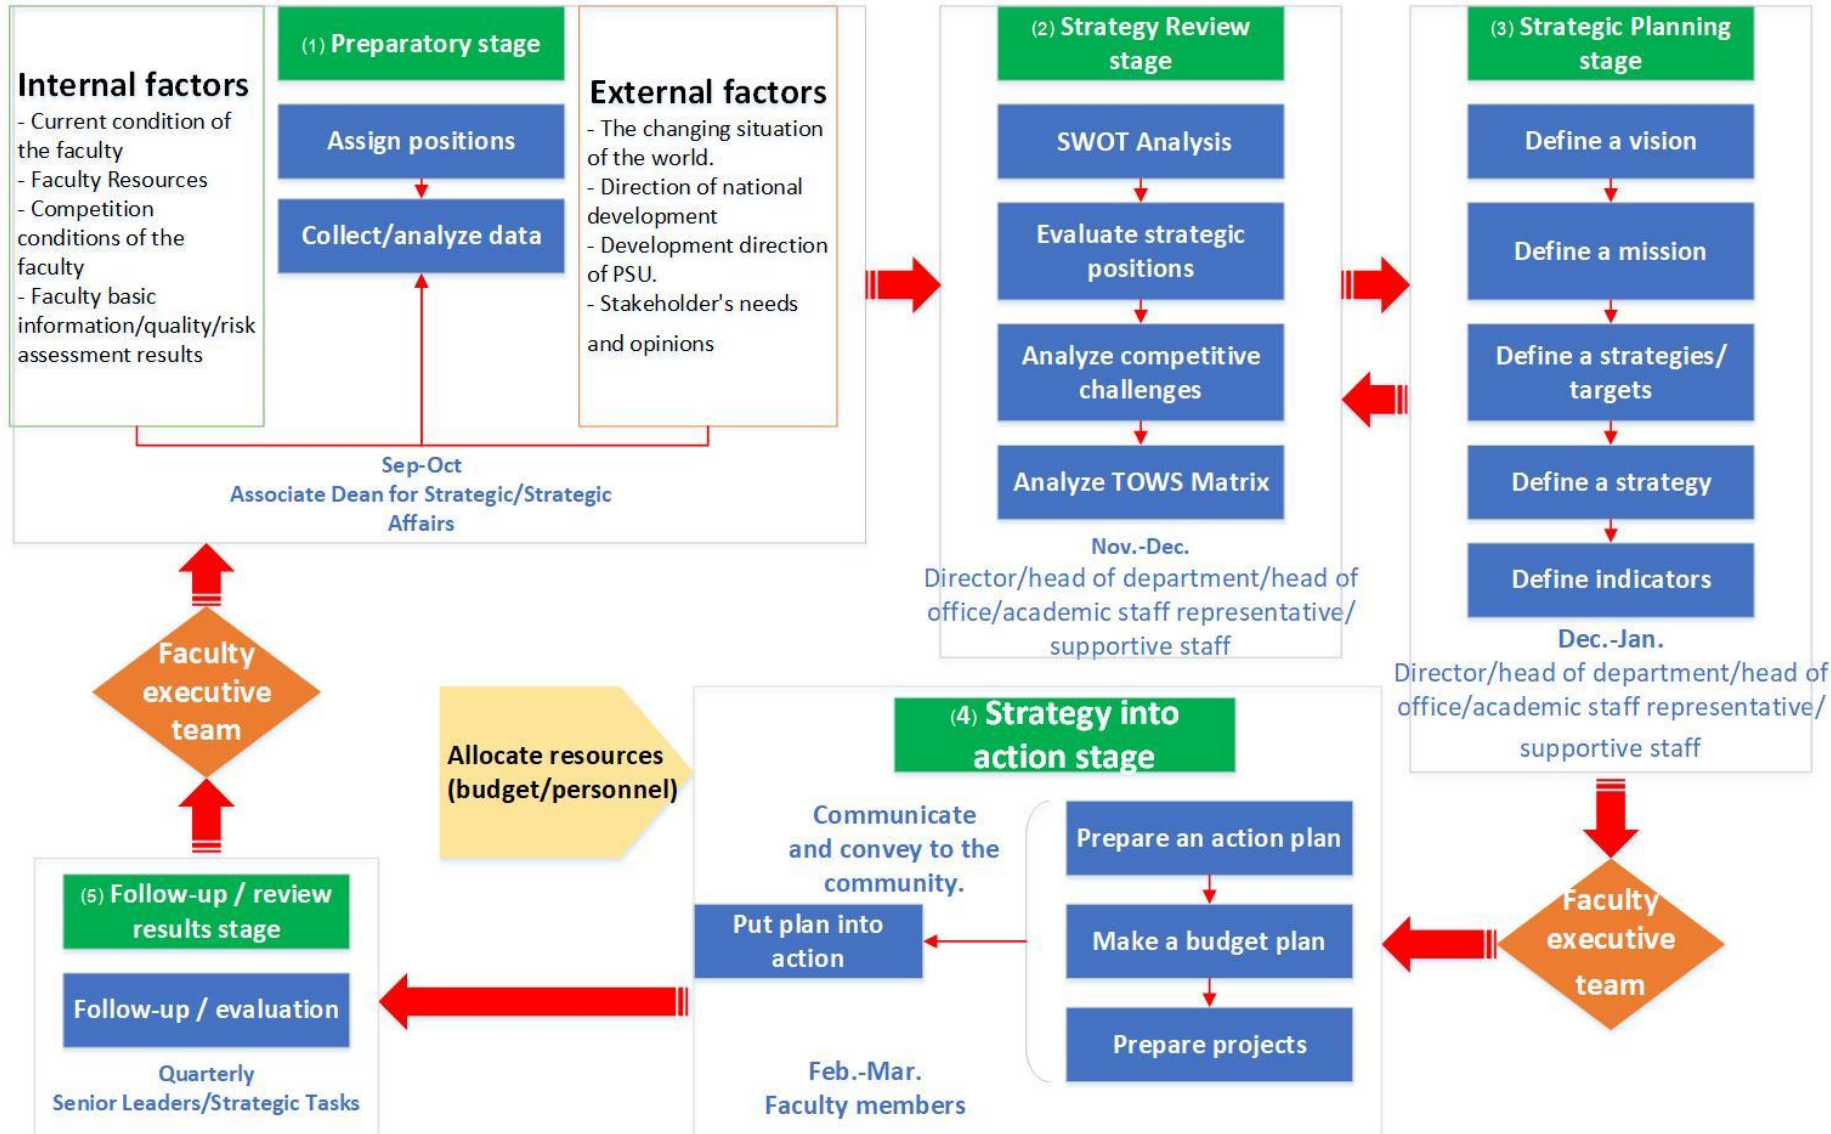 (1) Preparatory stage
Internal factors
- Current condition of
the faculty
- Faculty Resources
- Competition
conditions of the
faculty
- Faculty basic
information/quality/risk
assessment results
Assign positions
Collect/analyze data
External factors
- The changing situation
of the world.
- Direction of national
development
- Development direction
of PSU.
- Stakeholder's needs
and opinions
Sep-Oct
Associate Dean for Strategic/Strategic
Affairs
(2) Strategy Review
stage
SWOT Analysis
Evaluate strategic
positions
Analyze competitive
challenges
Analyze TOWS Matrix
Nov.-Dec.
Director/head of department/head of
office/academic staff representative/
supportive staff
(3) Strategic Planning
stage
Define a vision
Define a mission
Define a strategies/
targets
Define a strategy
Define indicators
Dec.-Jan.
Director/head of department/head of
office/academic staff representative/
supportive staff
Faculty
executive
team
(4) Strategy into
action stage
Allocate resources
(budget/personnel)
Communicate
and convey to the
community.
Prepare an action plan
Make a budget plan
Prepare projects
Put plan into
action
Feb.-Mar.
Faculty members
(5) Follow-up / review
results stage
Follow-up / evaluation
Quarterly
Senior Leaders/Strategic Tasks
Faculty
executive
team